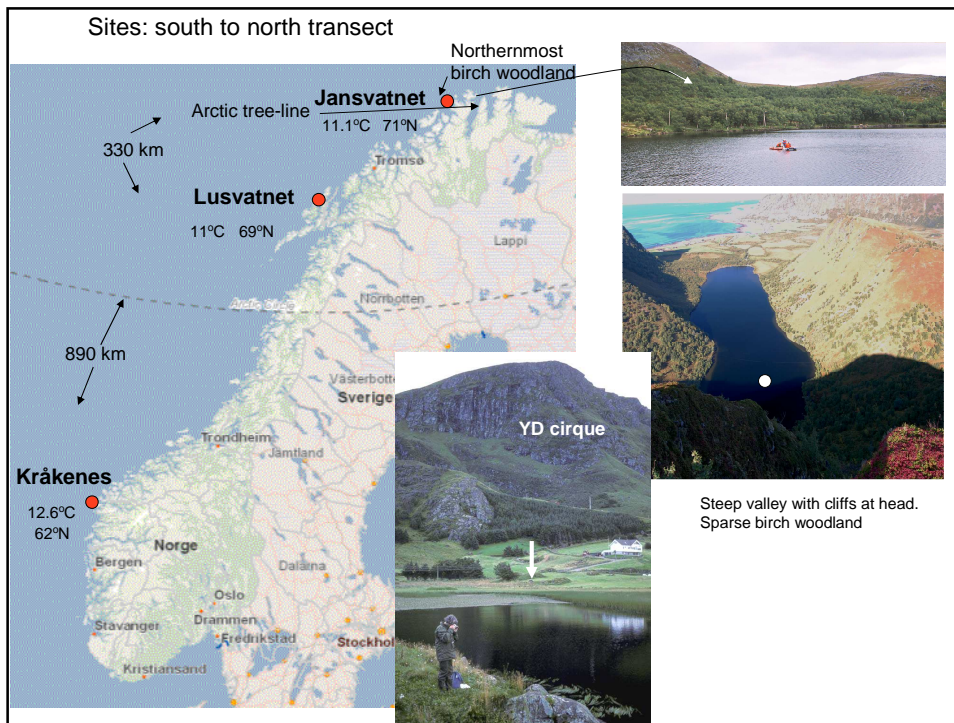 Sites: south to north transect
Northernmost
birch woodland
Jansvatnet
Arctic tree-line
11.1ºC 71ºN
330 km
Tromsø
Lusvatnet
11ºC 69ºN
Lappi
Norrbotten
890 km
Västerbotten
Sverige
YD cirque
Trondheim
Jämtland
Kråkenes
12.6ºC
62ºN
Steep valley with cliffs at head.
Sparse birch woodland
Norge
Bergen
Dalarna
Oslo
Drammen
Stavanger
Fredrikstad
Stockhol
Kristiansand